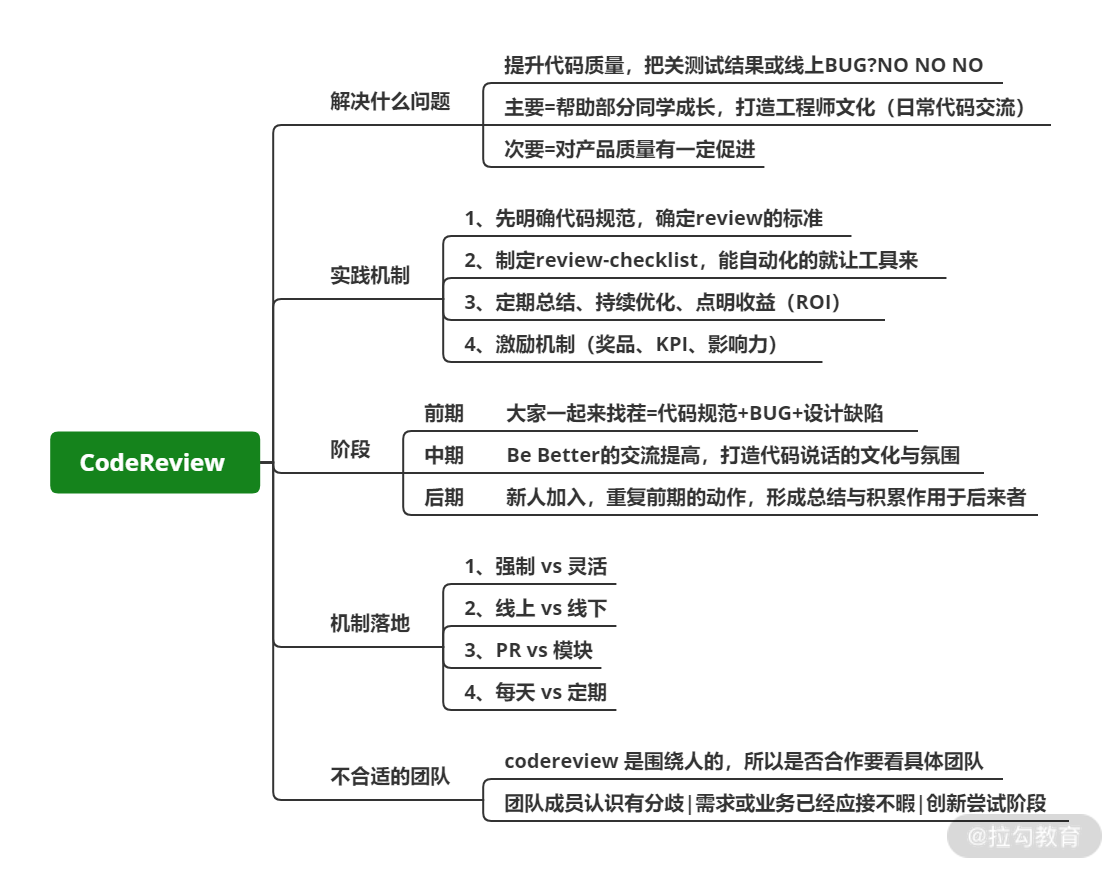 CodeReview
解决什么问题
提升代码质量，把关测试结果或线上BUG?NO NO NO
主要=帮助部分同学成长，打造工程师文化（日常代码交流）
次要=对产品质量有一定促进
实践机制
1、先明确代码规范，确定review的标准
2、制定review-checklist，能自动化的就让工具来
3、定期总结、持续优化、点明收益（ROI）
4、激励机制（奖品、KPI、影响力）
阶段
前期 大家一起来找茬=代码规范+BUG+设计缺陷
中期 Be Better的交流提高，打造代码说话的文化与氛围
后期 新人加入，重复前期的动作，形成总结与积累作用于后来者
机制落地
1、强制 vs 灵活
2、线上 vs 线下
3、PR vs 模块
4、每天 vs 定期
不合适的团队
codereview 是围绕人的，所以是否合作要看具体团队
团队成员认识有分歧|需求或业务已经应接不暇|创新尝试阶段
@拉勾教育